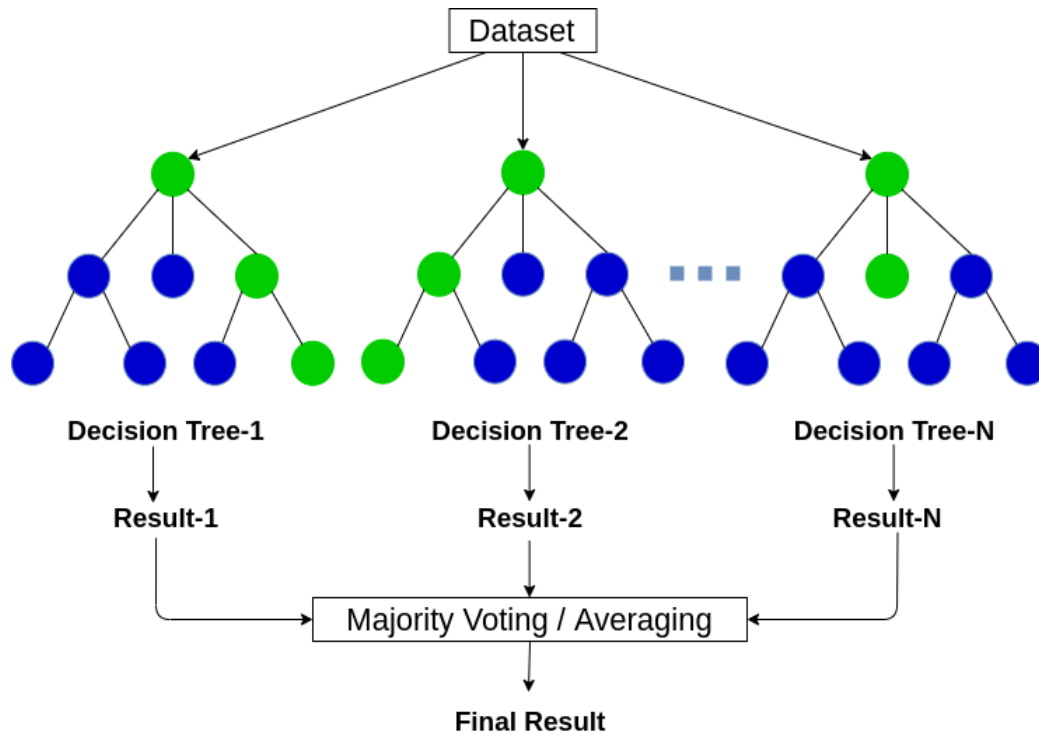 Dataset
Decision Tree-1
Decision Tree-2
Decision Tree-N
Result-1
Result-2
Result-N
Majority Voting / Averaging
Final Result